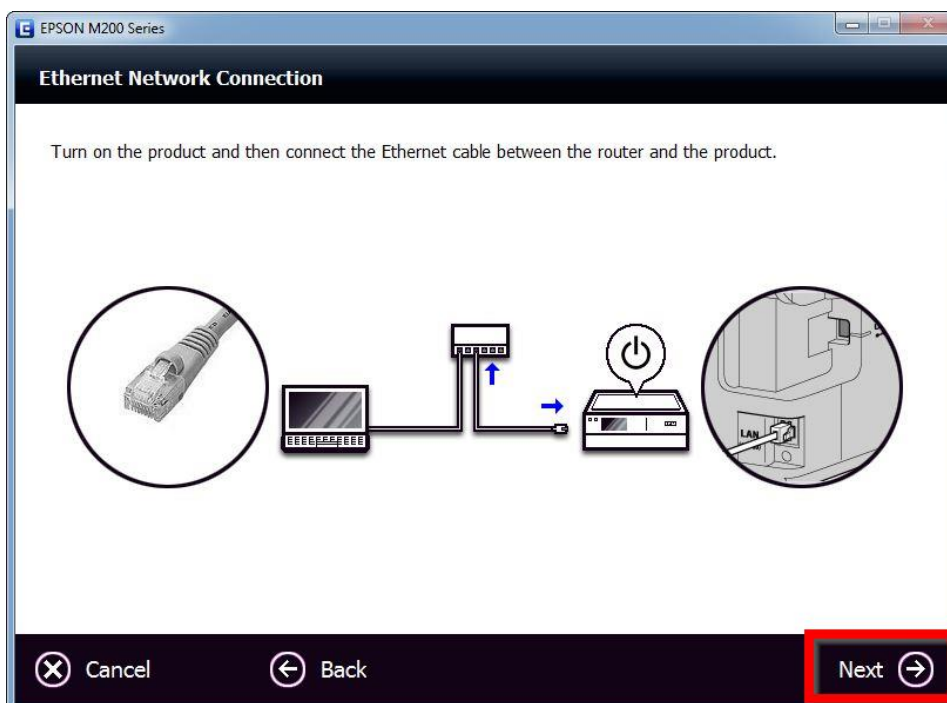 EPSON M200 Series
Ethernet Network Connection
Turn on the product and then connect the Ethernet cable between the router and the product.
LAN
Cancel
Back
Next